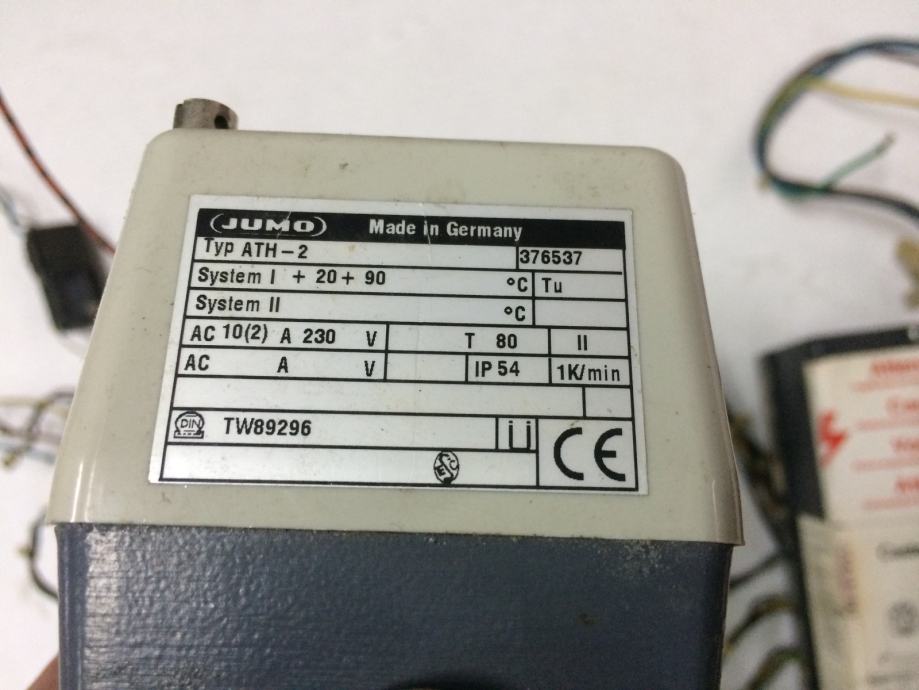 JUMO Made in Germany
Typ ATH-2 376537
System I + 20 + 90 °C Tu
System II °C
AC 10(2) A 230 V T 80 II
AC A V IP 54 1K/min
DIN TW89296 Ü CE